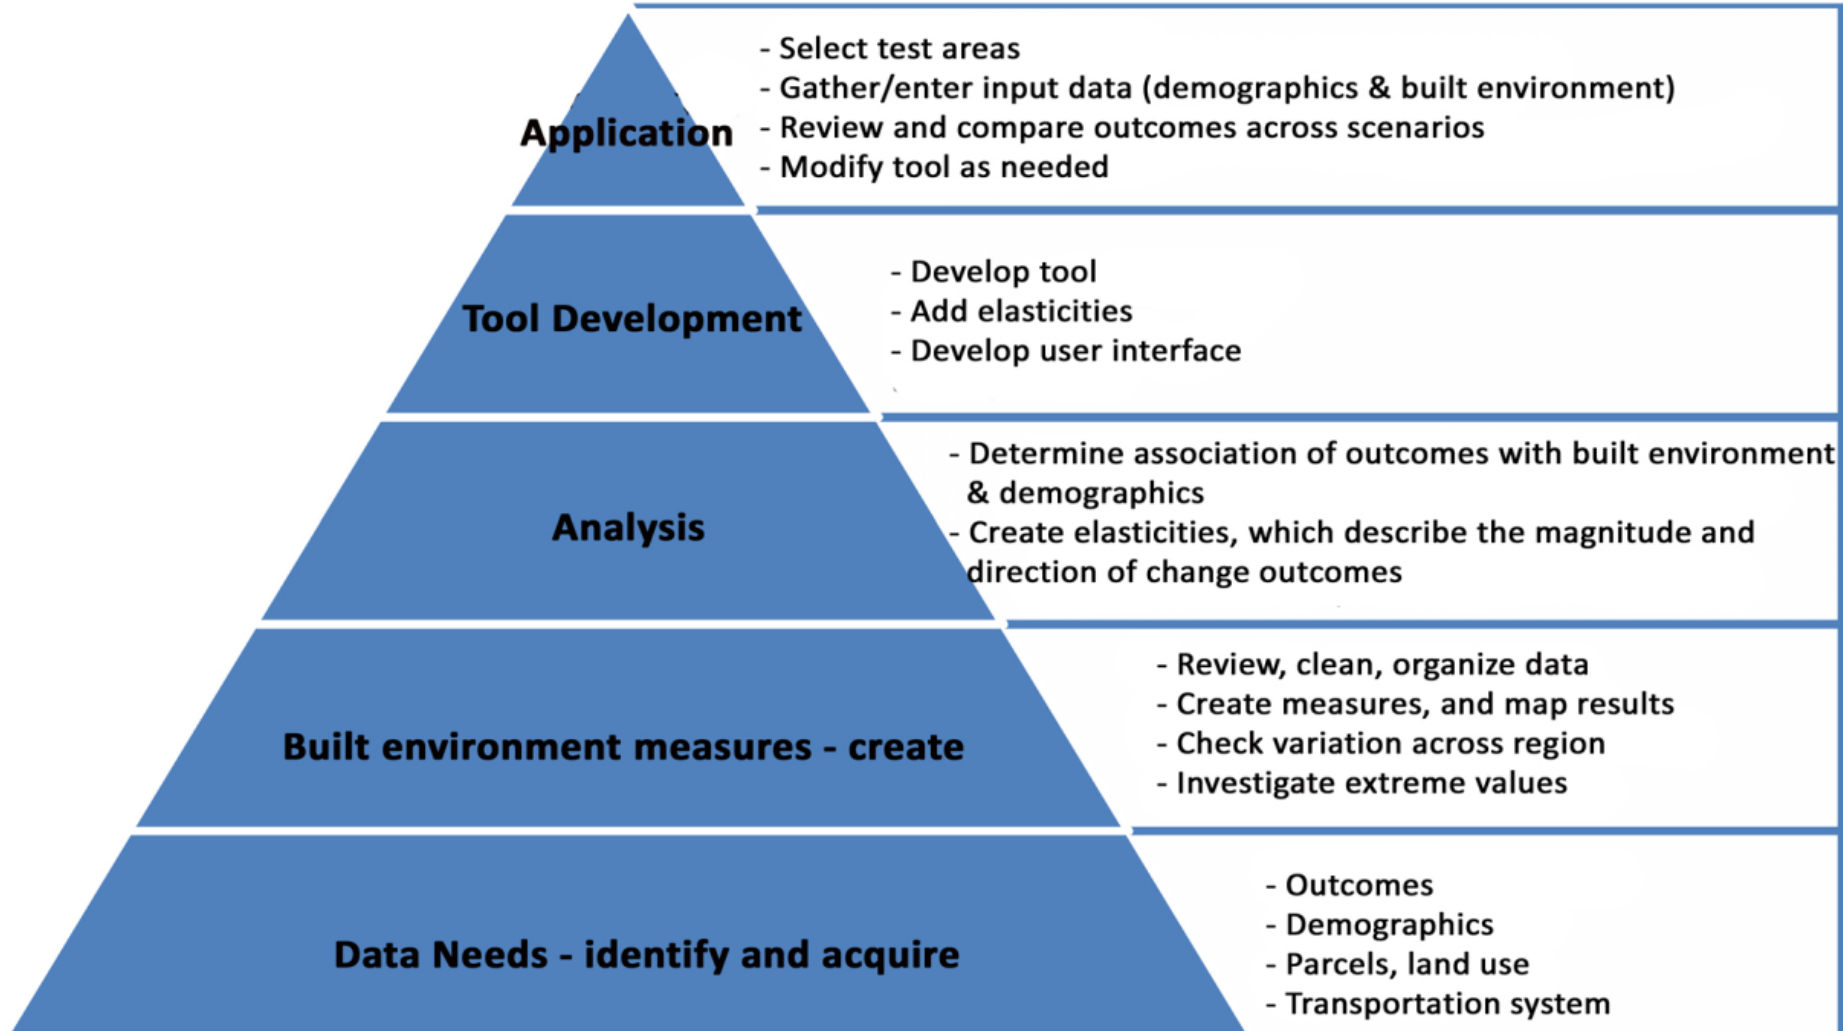 Application
- Select test areas
- Gather/enter input data (demographics & built environment)
- Review and compare outcomes across scenarios
- Modify tool as needed
Tool Development
- Develop tool
- Add elasticities
- Develop user interface
Analysis
- Determine association of outcomes with built environment
& demographics
- Create elasticities, which describe the magnitude and
direction of change outcomes
Built environment measures - create
- Review, clean, organize data
- Create measures, and map results
- Check variation across region
- Investigate extreme values
Data Needs - identify and acquire
- Outcomes
- Demographics
- Parcels, land use
- Transportation system